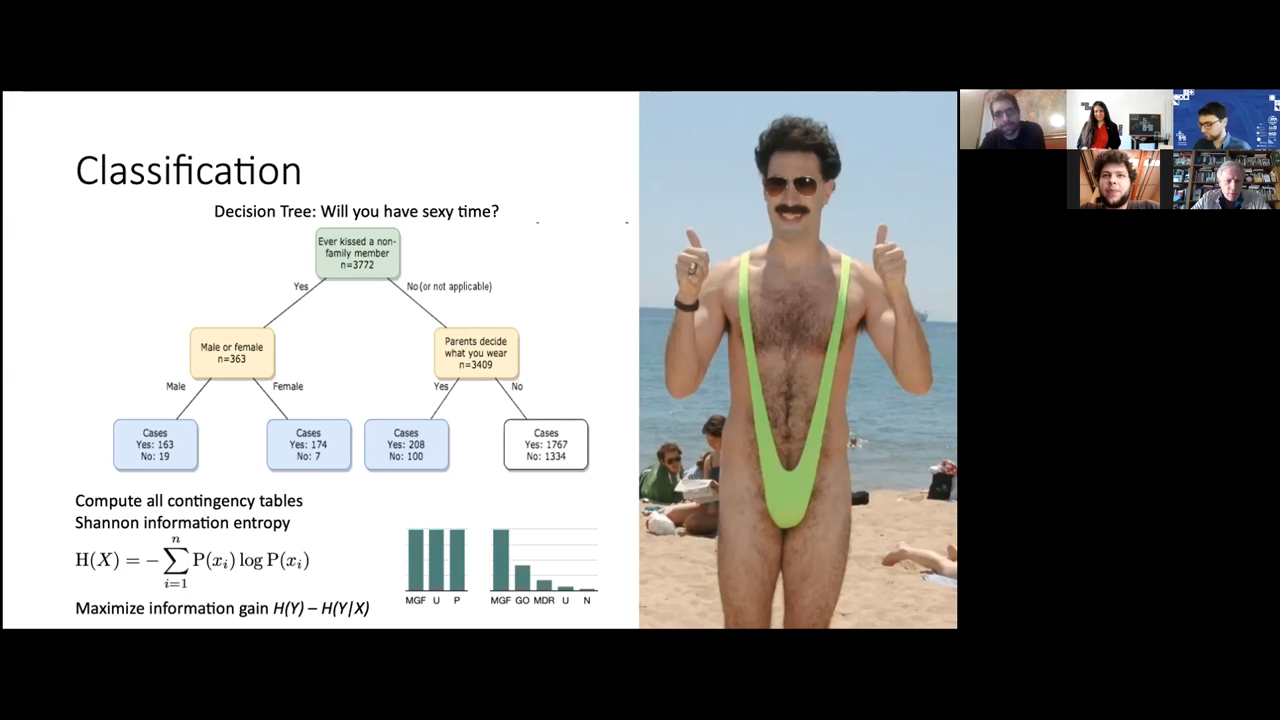 Classification
Decision Tree: Will you have sexy time?
Ever kissed a non-
family member
n=3772
Yes
No(or not applicable)
Male or female
n=363
Parents decide
what you wear
n=3409
Male
Female
Yes
No
Cases
Yes: 163
No: 19
Cases
Yes: 174
No: 7
Cases
Yes: 208
No: 100
Cases
Yes: 1767
No: 1334
Compute all contingency tables
Shannon information entropy
H(X) = −∑ⁿᵢ₌₁ P(xᵢ) log P(xᵢ)
MGF U P
MGF GO MDR U N
Maximize information gain H(Y) – H(Y|X)